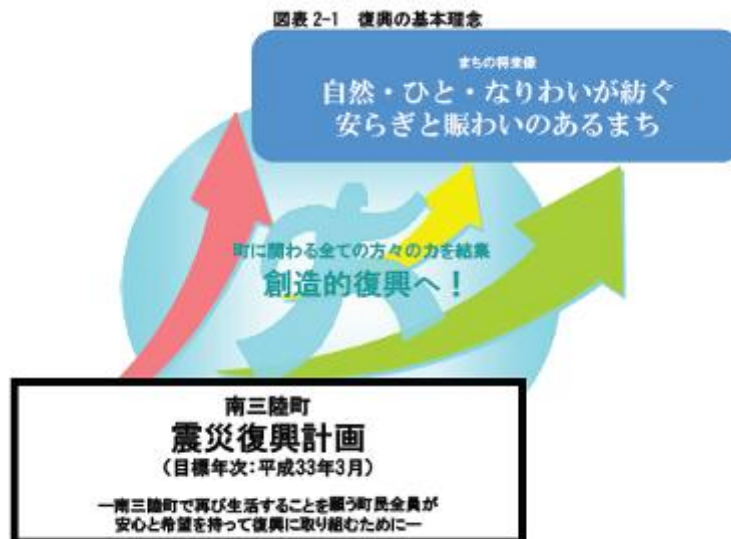 図表 2-1　復興の基本理念
まちの将来像
自然・ひと・なりわいが紡ぐ
安らぎと賑わいのあるまち
町に関わる全ての方々の力を結集
創造的復興へ！
南三陸町
震災復興計画
（目標年次：平成33年3月）
―南三陸町で再び生活することを願う町民全員が
安心と希望を持って復興に取り組むために―